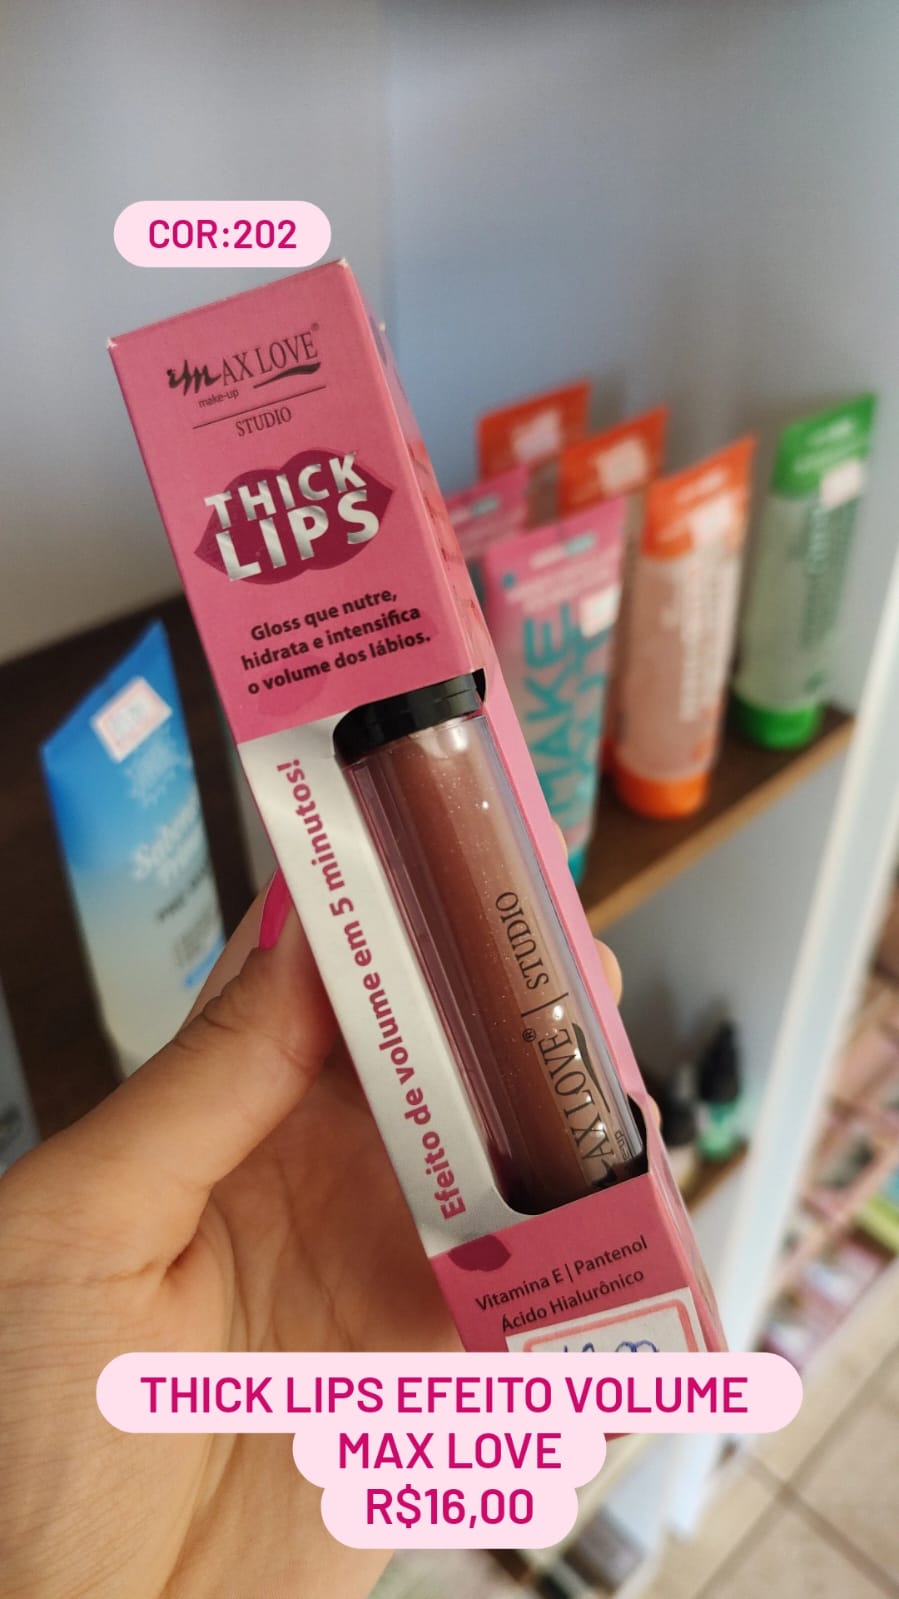 COR:202
MAX LOVE®
make-up
STUDIO
THICK
LIPS
Gloss que nutre,
hidrata e intensifica
o volume dos lábios.
Efeito de volume em 5 minutos!
MAX LOVE® | STUDIO
Vitamina E | Pantenol
Ácido Hialurônico
MAKE
THICK LIPS EFEITO VOLUME
MAX LOVE
R$16,00